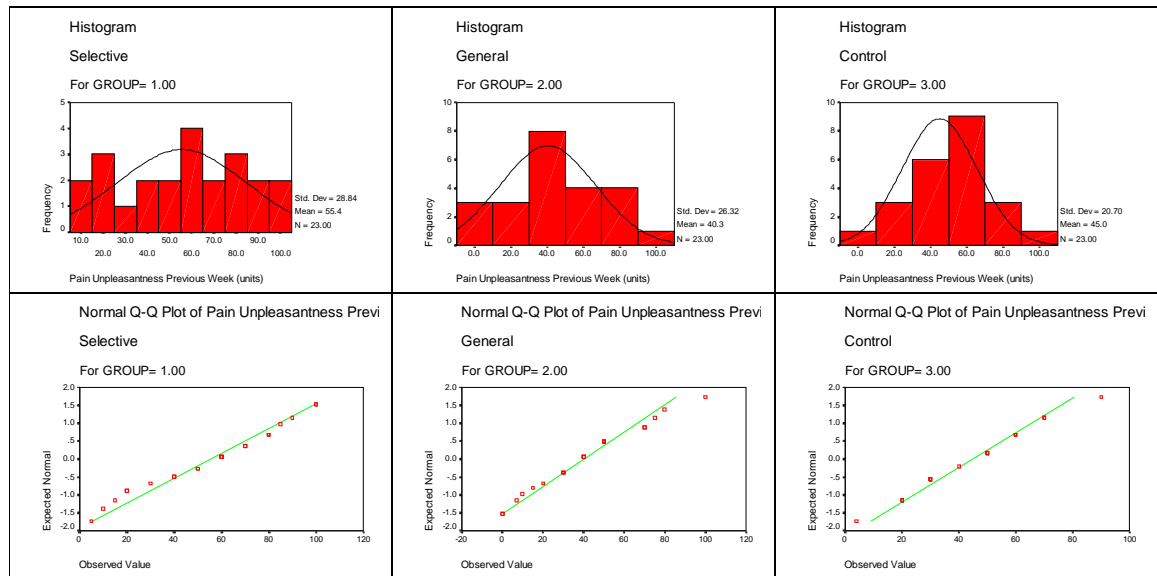 Histogram
Selective
For GROUP= 1.00
Frequency
5
4
3
2
1
0
10.0 20.0 30.0 40.0 50.0 60.0 70.0 80.0 90.0 100.0
Std. Dev = 28.84
Mean = 55.4
N = 23.00
Pain Unpleasantness Previous Week (units)
Histogram
General
For GROUP= 2.00
Frequency
10
8
6
4
2
0
0.0 20.0 40.0 60.0 80.0 100.0
Std. Dev = 26.32
Mean = 40.3
N = 23.00
Pain Unpleasantness Previous Week (units)
Histogram
Control
For GROUP= 3.00
Frequency
10
8
6
4
2
0
0.0 20.0 40.0 60.0 80.0 100.0
Std. Dev = 20.70
Mean = 45.0
N = 23.00
Pain Unpleasantness Previous Week (units)
Normal Q-Q Plot of Pain Unpleasantness Previ
Selective
For GROUP= 1.00
Expected Normal
2.0
1.5
1.0
.5
0.0
-.5
-1.0
-1.5
-2.0
0 20 40 60 80 100 120
Observed Value
Normal Q-Q Plot of Pain Unpleasantness Previ
General
For GROUP= 2.00
Expected Normal
2.0
1.5
1.0
.5
0.0
-.5
-1.0
-1.5
-2.0
-20 0 20 40 60 80 100 120
Observed Value
Normal Q-Q Plot of Pain Unpleasantness Previ
Control
For GROUP= 3.00
Expected Normal
2.0
1.5
1.0
.5
0.0
-.5
-1.0
-1.5
-2.0
0 20 40 60 80 100
Observed Value